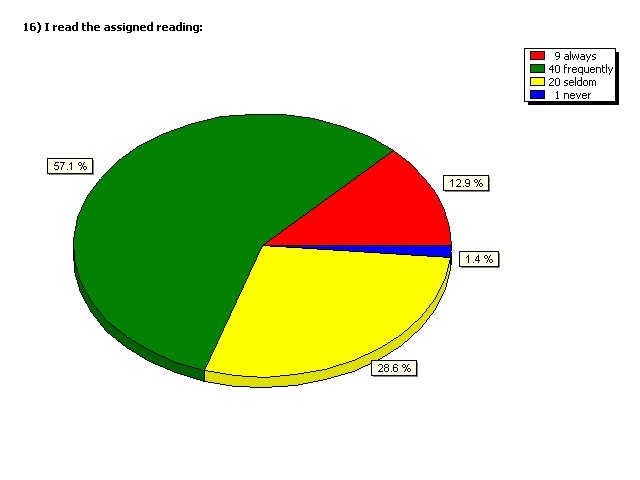 16) I read the assigned reading:
9 always
40 frequently
20 seldom
1 never
57.1 %
12.9 %
1.4 %
28.6 %